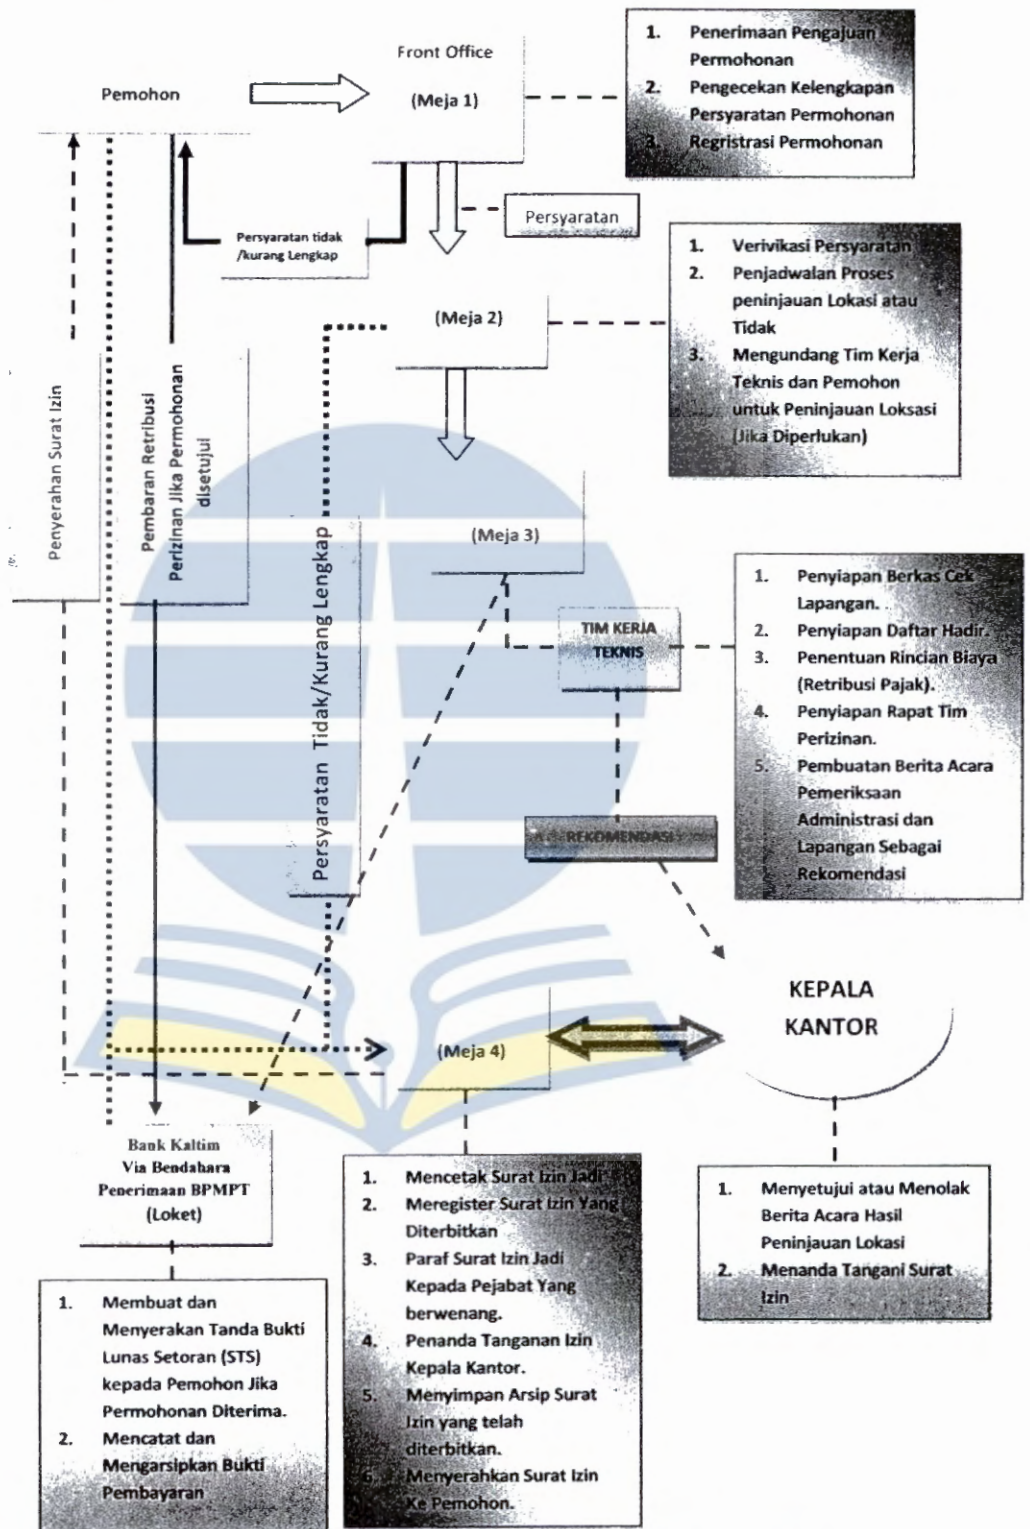 Pemohon
Front Office
(Meja 1)
1. Penerimaan Pengajuan
Permohonan
2. Pengecekan Kelengkapan
Persyaratan Permohonan
3. Regristrasi Permohonan
Persyaratan
Persyaratan tidak
/kurang Lengkap
(Meja 2)
1. Verivikasi Persyaratan
2. Penjadwalan Proses
peninjauan Lokasi atau
Tidak
3. Mengundang Tim Kerja
Teknis dan Pemohon
untuk Peninjauan Loksasi
(Jika Diperlukan)
Penyerahan Surat Izin
Pembaran Retribusi
Perizinan Jika Permohonan
disetujui
Persyaratan Tidak/Kurang Lengkap
(Meja 3)
TIM KERJA
TEKNIS
1. Penyiapan Berkas Cek
Lapangan.
2. Penyiapan Daftar Hadir.
3. Penentuan Rincian Biaya
(Retribusi Pajak).
4. Penyiapan Rapat Tim
Perizinan.
5. Pembuatan Berita Acara
Pemeriksaan
Administrasi dan
Lapangan Sebagai
Rekomendasi
REKOMENDASI
KEPALA
KANTOR
(Meja 4)
Bank Kaltim
Via Bendahara
Penerimaan BPMPT
(Loket)
1. Mencetak Surat Izin Jadi
2. Meregister Surat Izin Yang
Diterbitkan
3. Paraf Surat Izin Jadi
Kepada Pejabat Yang
berwenang.
4. Penanda Tanganan Izin
Kepala Kantor.
5. Menyimpan Arsip Surat
Izin yang telah
diterbitkan.
6. Menyerahkan Surat Izin
Ke Pemohon.
1. Menyetujui atau Menolak
Berita Acara Hasil
Peninjauan Lokasi
2. Menanda Tangani Surat
Izin
1. Membuat dan
Menyerakan Tanda Bukti
Lunas Setoran (STS)
kepada Pemohon Jika
Permohonan Diterima.
2. Mencatat dan
Mengarsipkan Bukti
Pembayaran